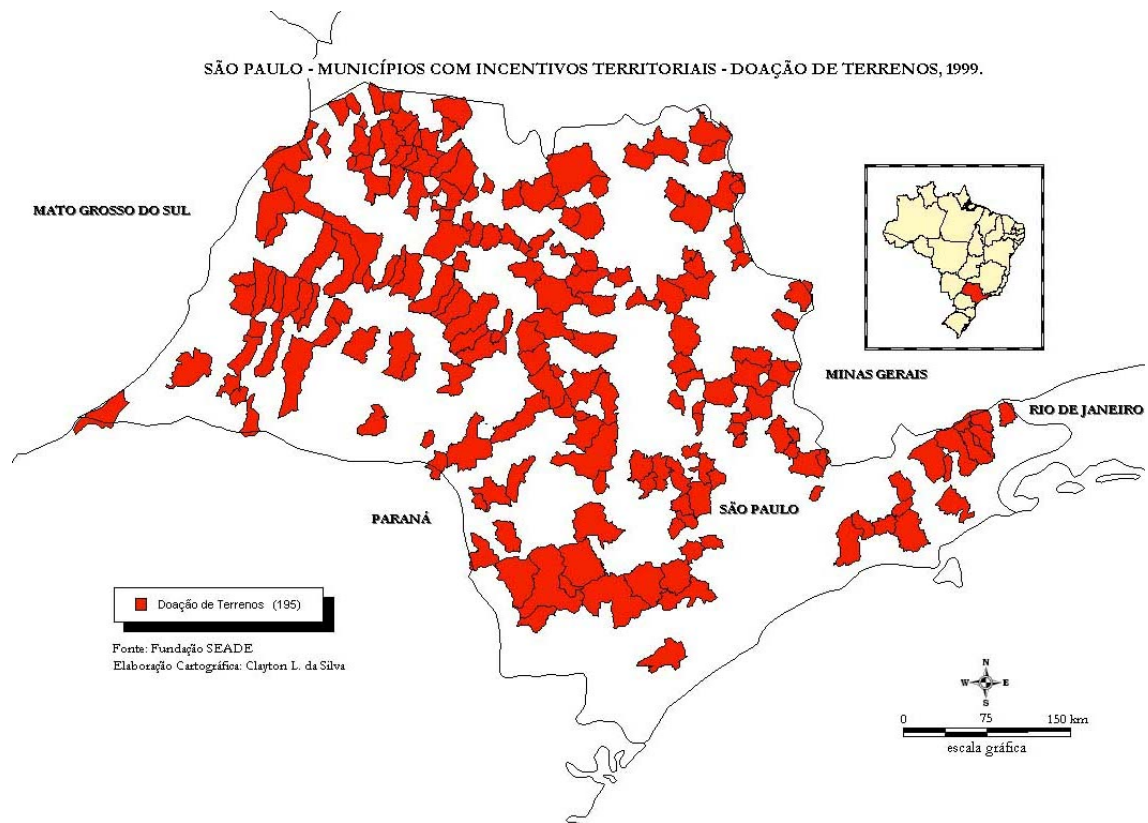 SÃO PAULO - MUNICÍPIOS COM INCENTIVOS TERRITORIAIS - DOAÇÃO DE TERRENOS, 1999.
MATO GROSSO DO SUL
MINAS GERAIS
RIO DE JANEIRO
SÃO PAULO
PARANÁ
Doação de Terrenos (195)
Fonte: Fundação SEADE
Elaboração Cartográfica: Clayton L. da Silva
N
W E
S
0 75 150 km
escala gráfica